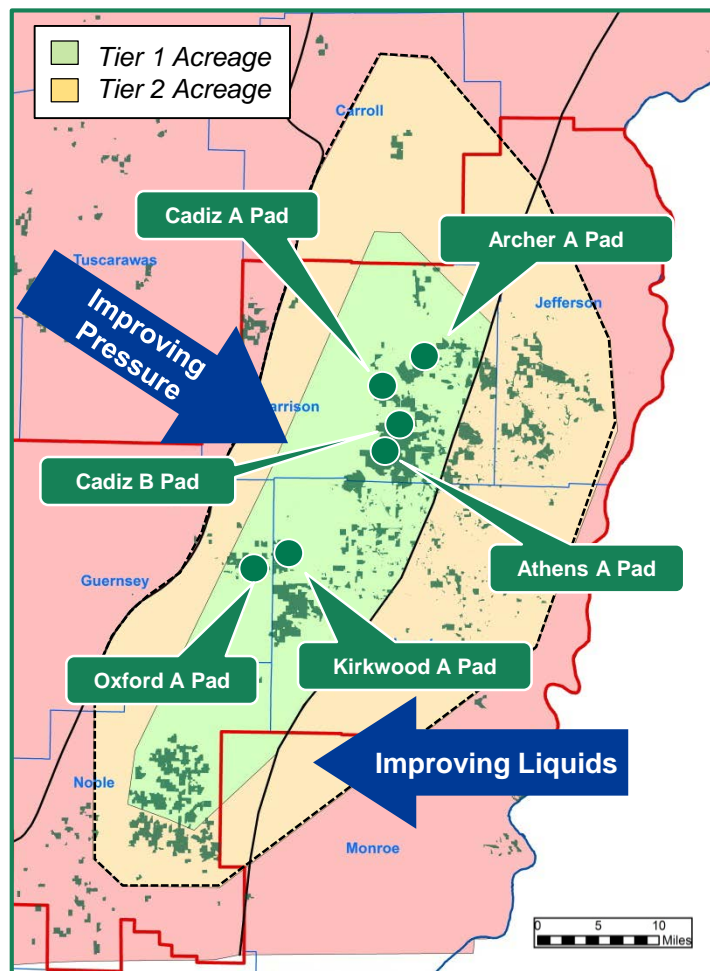 Tier 1 Acreage
Tier 2 Acreage
Carroll
Cadiz A Pad
Archer A Pad
Tuscarawas
Jefferson
Improving
Pressure
arrison
Cadiz B Pad
Athens A Pad
Guernsey
Oxford A Pad
Kirkwood A Pad
Improving Liquids
Noble
Monroe
0 5 10
Miles